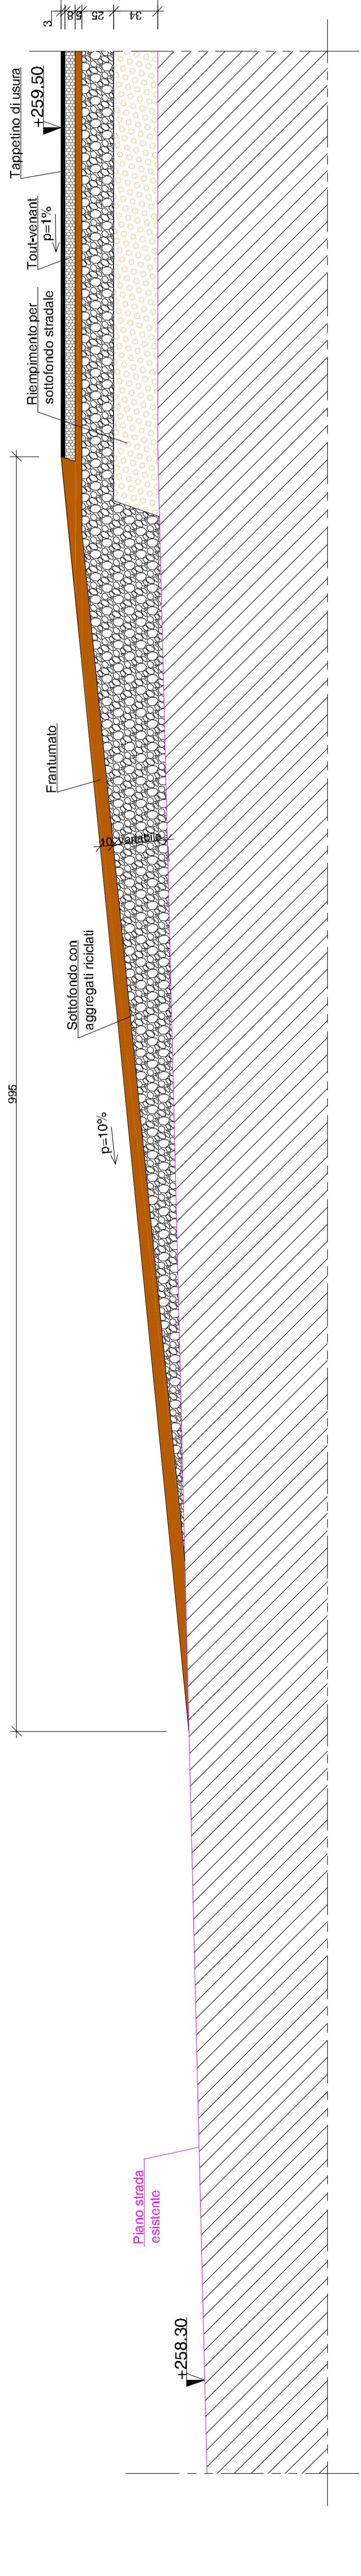 Tappetino di usura
+259.50
Tout-venant
p=1%
Riempimento per
sottofondo stradale
3
8
5
25
34
995
Frantumato
10
variabile
Sottofondo con
aggregati riciclati
p=10%
Piano strada
esistente
+258.30